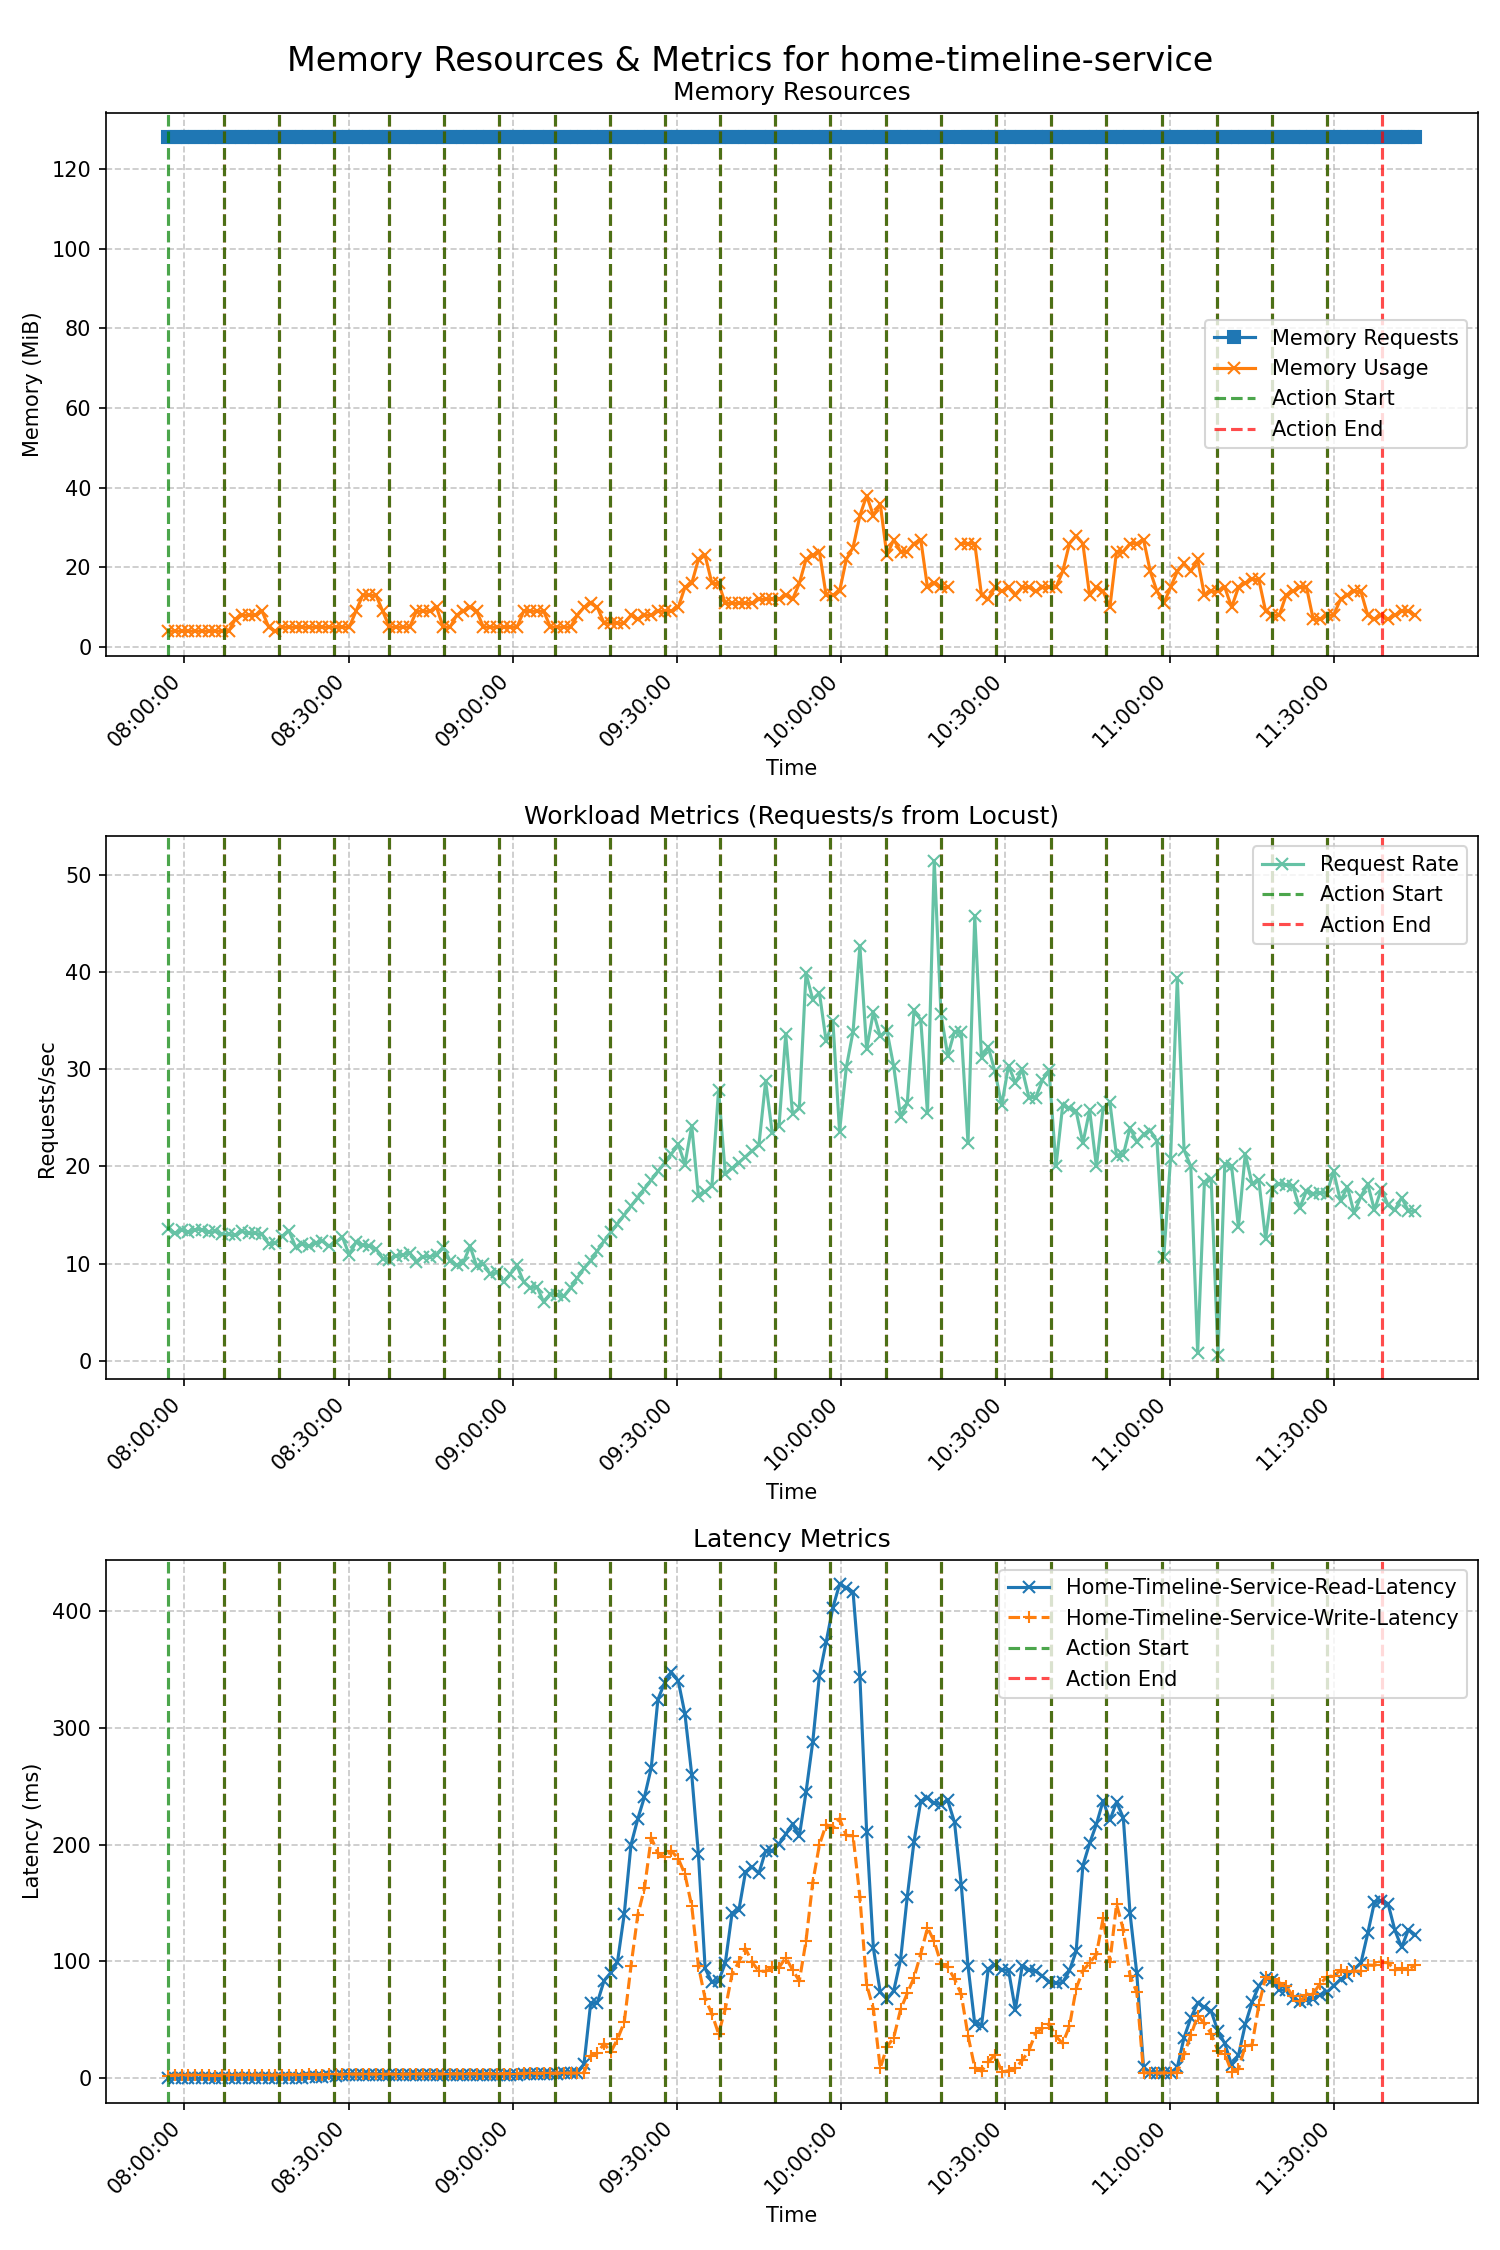 Memory Resources & Metrics for home-timeline-service
Memory Resources
Memory (MiB)
120
100
80
60
40
20
0
Memory Requests
Memory Usage
Action Start
Action End
08:00:00
08:30:00
09:00:00
09:30:00
10:00:00
10:30:00
11:00:00
11:30:00
Time
Workload Metrics (Requests/s from Locust)
Requests/sec
50
40
30
20
10
0
Request Rate
Action Start
Action End
08:00:00
08:30:00
09:00:00
09:30:00
10:00:00
10:30:00
11:00:00
11:30:00
Time
Latency Metrics
Latency (ms)
400
300
200
100
0
Home-Timeline-Service-Read-Latency
Home-Timeline-Service-Write-Latency
Action Start
Action End
08:00:00
08:30:00
09:00:00
09:30:00
10:00:00
10:30:00
11:00:00
11:30:00
Time